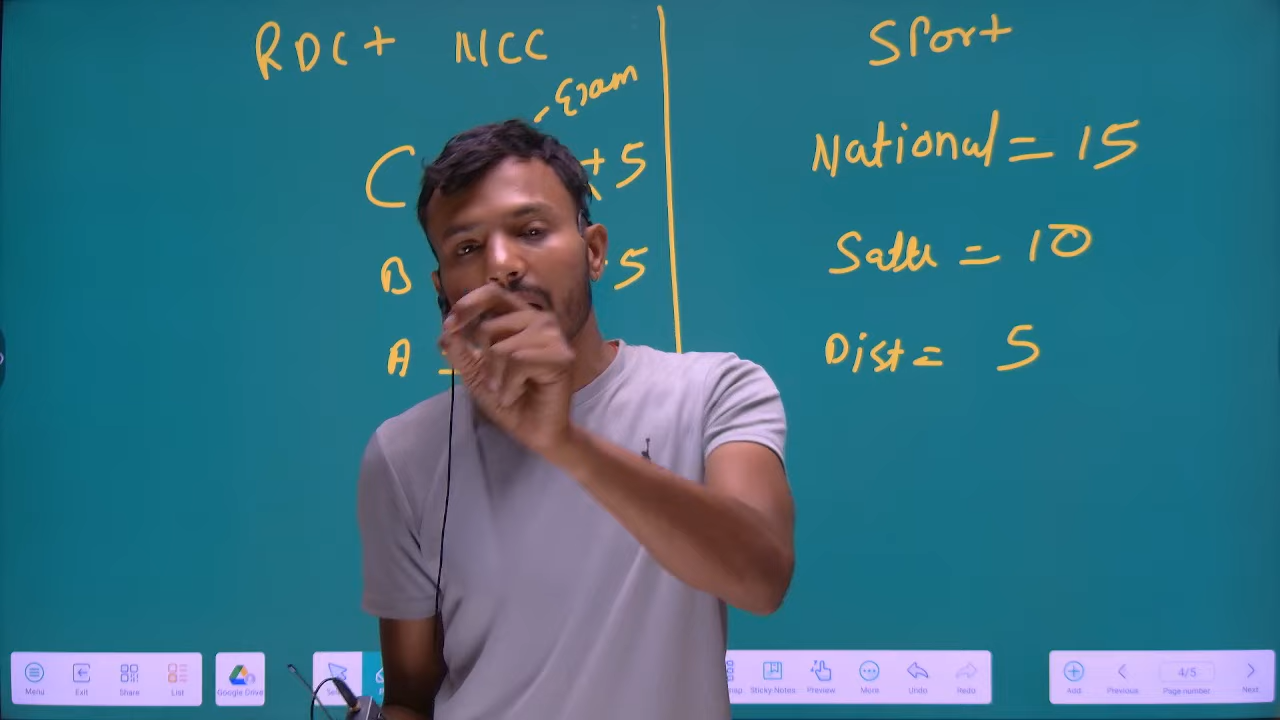 RDC+ NCC
Exam
C +5
B 5
A
Sport
National = 15
Satte = 10
Dist = 5
Menu Exit Share List Google Drive Sticky-Notes Preview More Undo Redo Add Previous 4/5 Page number Next